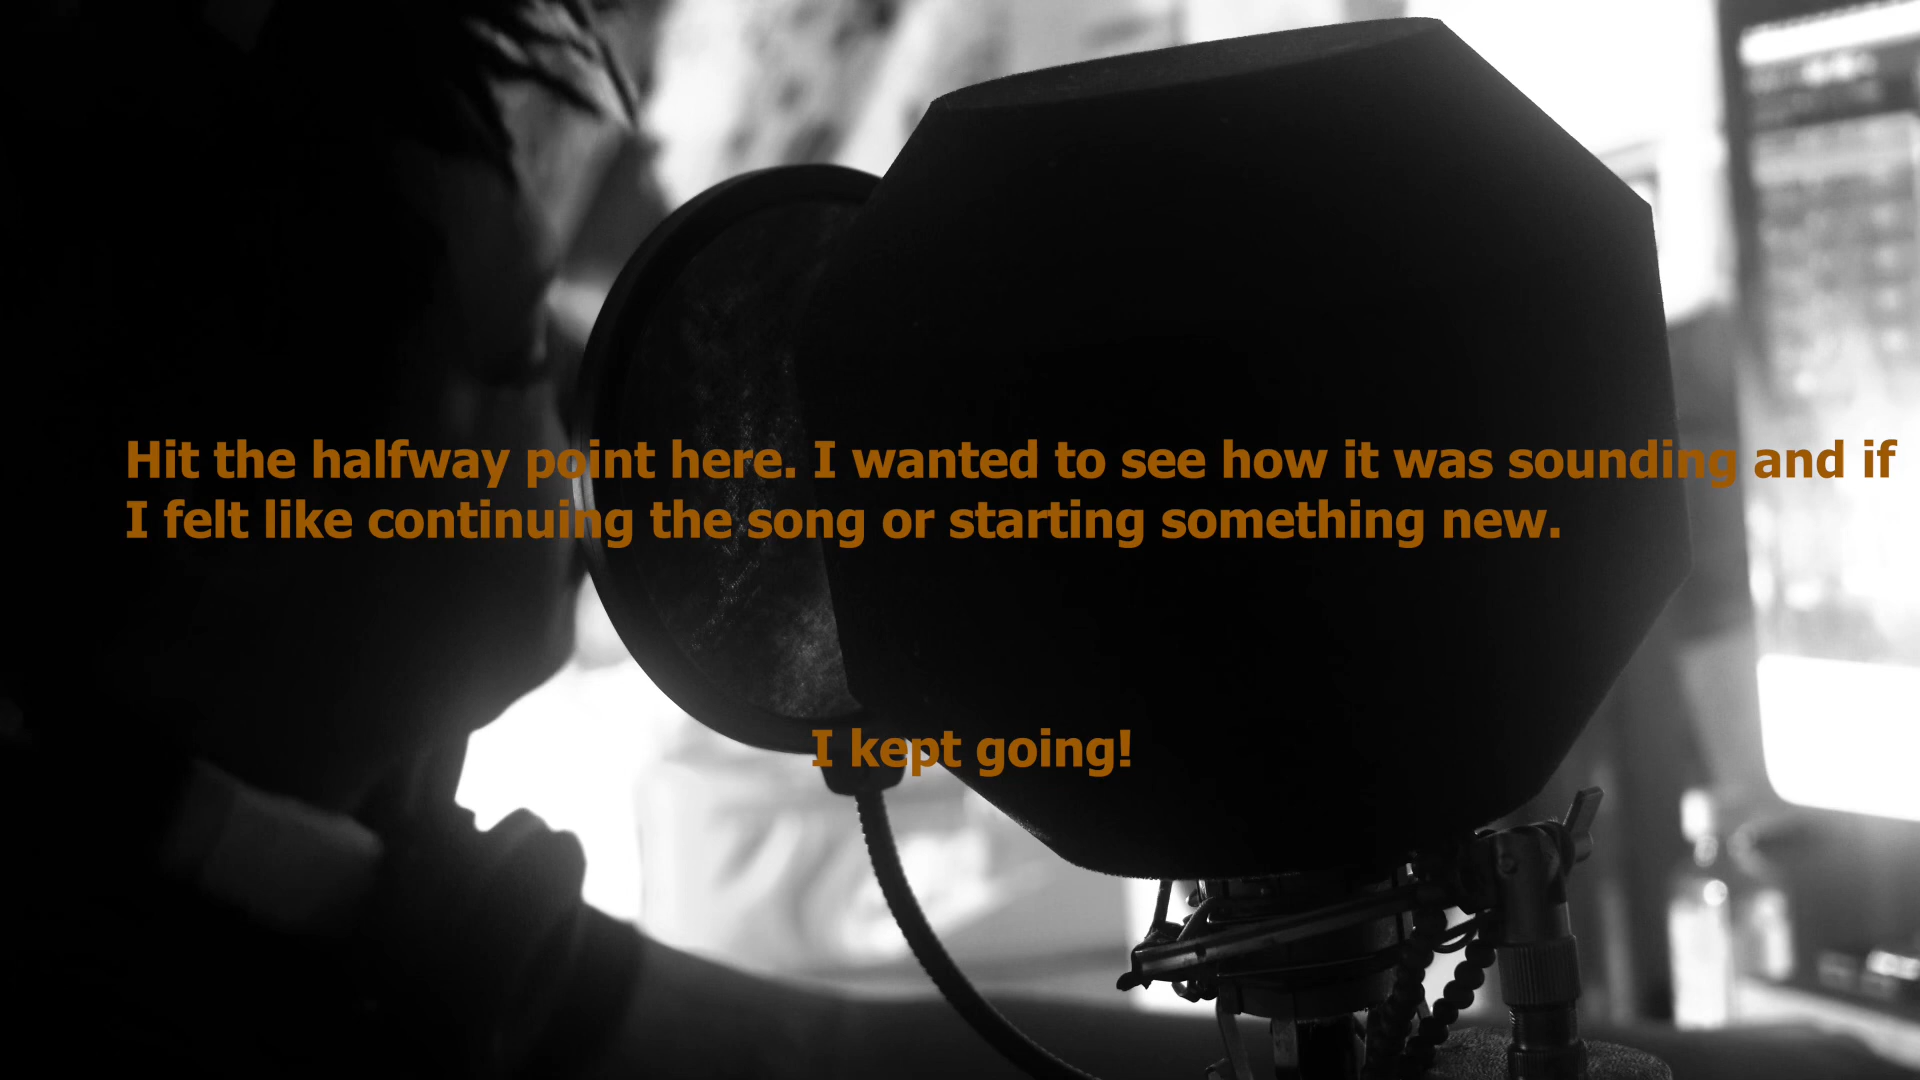 Hit the halfway point here. I wanted to see how it was sounding and if
I felt like continuing the song or starting something new.
I kept going!